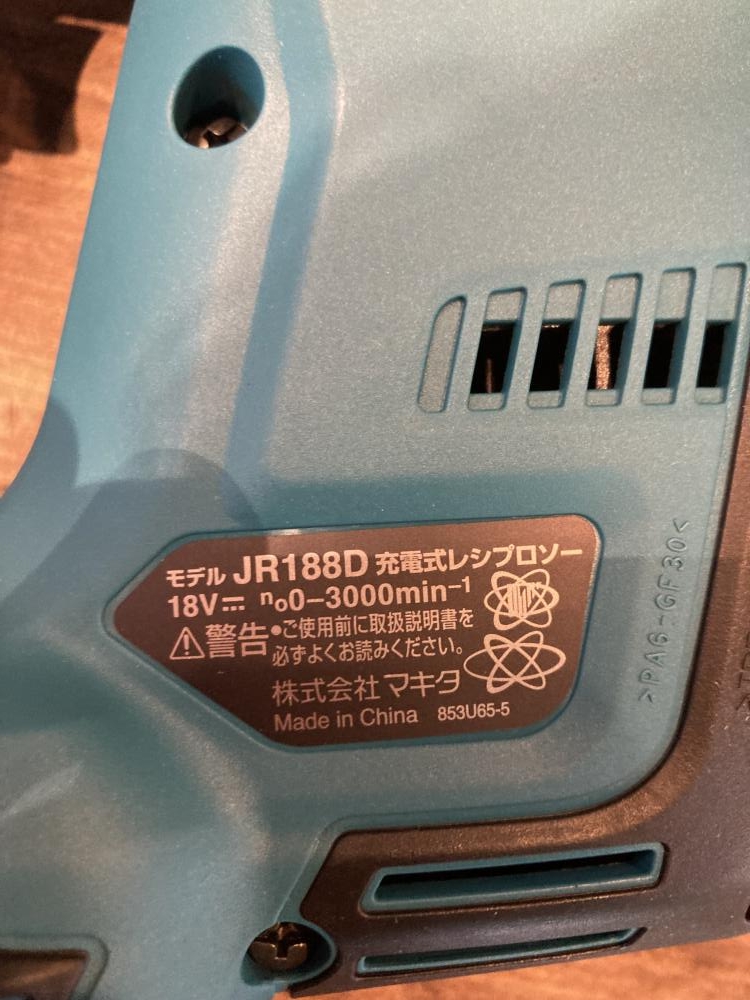 モデル JR188D 充電式レシプロソー
18V⎓ n₀0-3000min⁻¹
⚠警告 •ご使用前に取扱説明書を
必ずよくお読みください。
株式会社 マキタ
Made in China 853U65-5
>PA6-GF30<